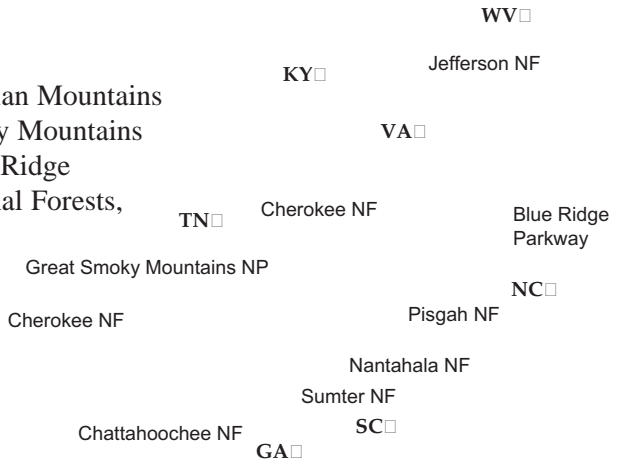 WV
Jefferson NF
KY
an Mountains
y Mountains
VA
Ridge
al Forests,
Cherokee NF
TN
Blue Ridge
Parkway
Great Smoky Mountains NP
NC
Cherokee NF
Pisgah NF
Nantahala NF
Sumter NF
SC
Chattahoochee NF
GA